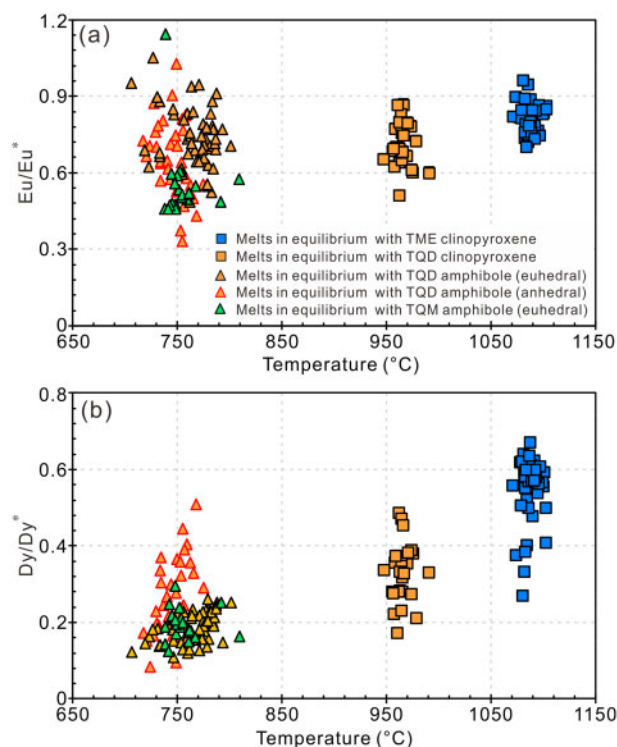 1.2
(a)
0.9
Eu/Eu*
0.6
Melts in equilibrium with TME clinopyroxene
Melts in equilibrium with TQD clinopyroxene
0.3
Melts in equilibrium with TQD amphibole (euhedral)
Melts in equilibrium with TQD amphibole (anhedral)
Melts in equilibrium with TQM amphibole (euhedral)
0
650 750 850 950 1050 1150
Temperature (°C)
0.8
(b)
0.6
Dy/Dy*
0.4
0.2
0
650 750 850 950 1050 1150
Temperature (°C)